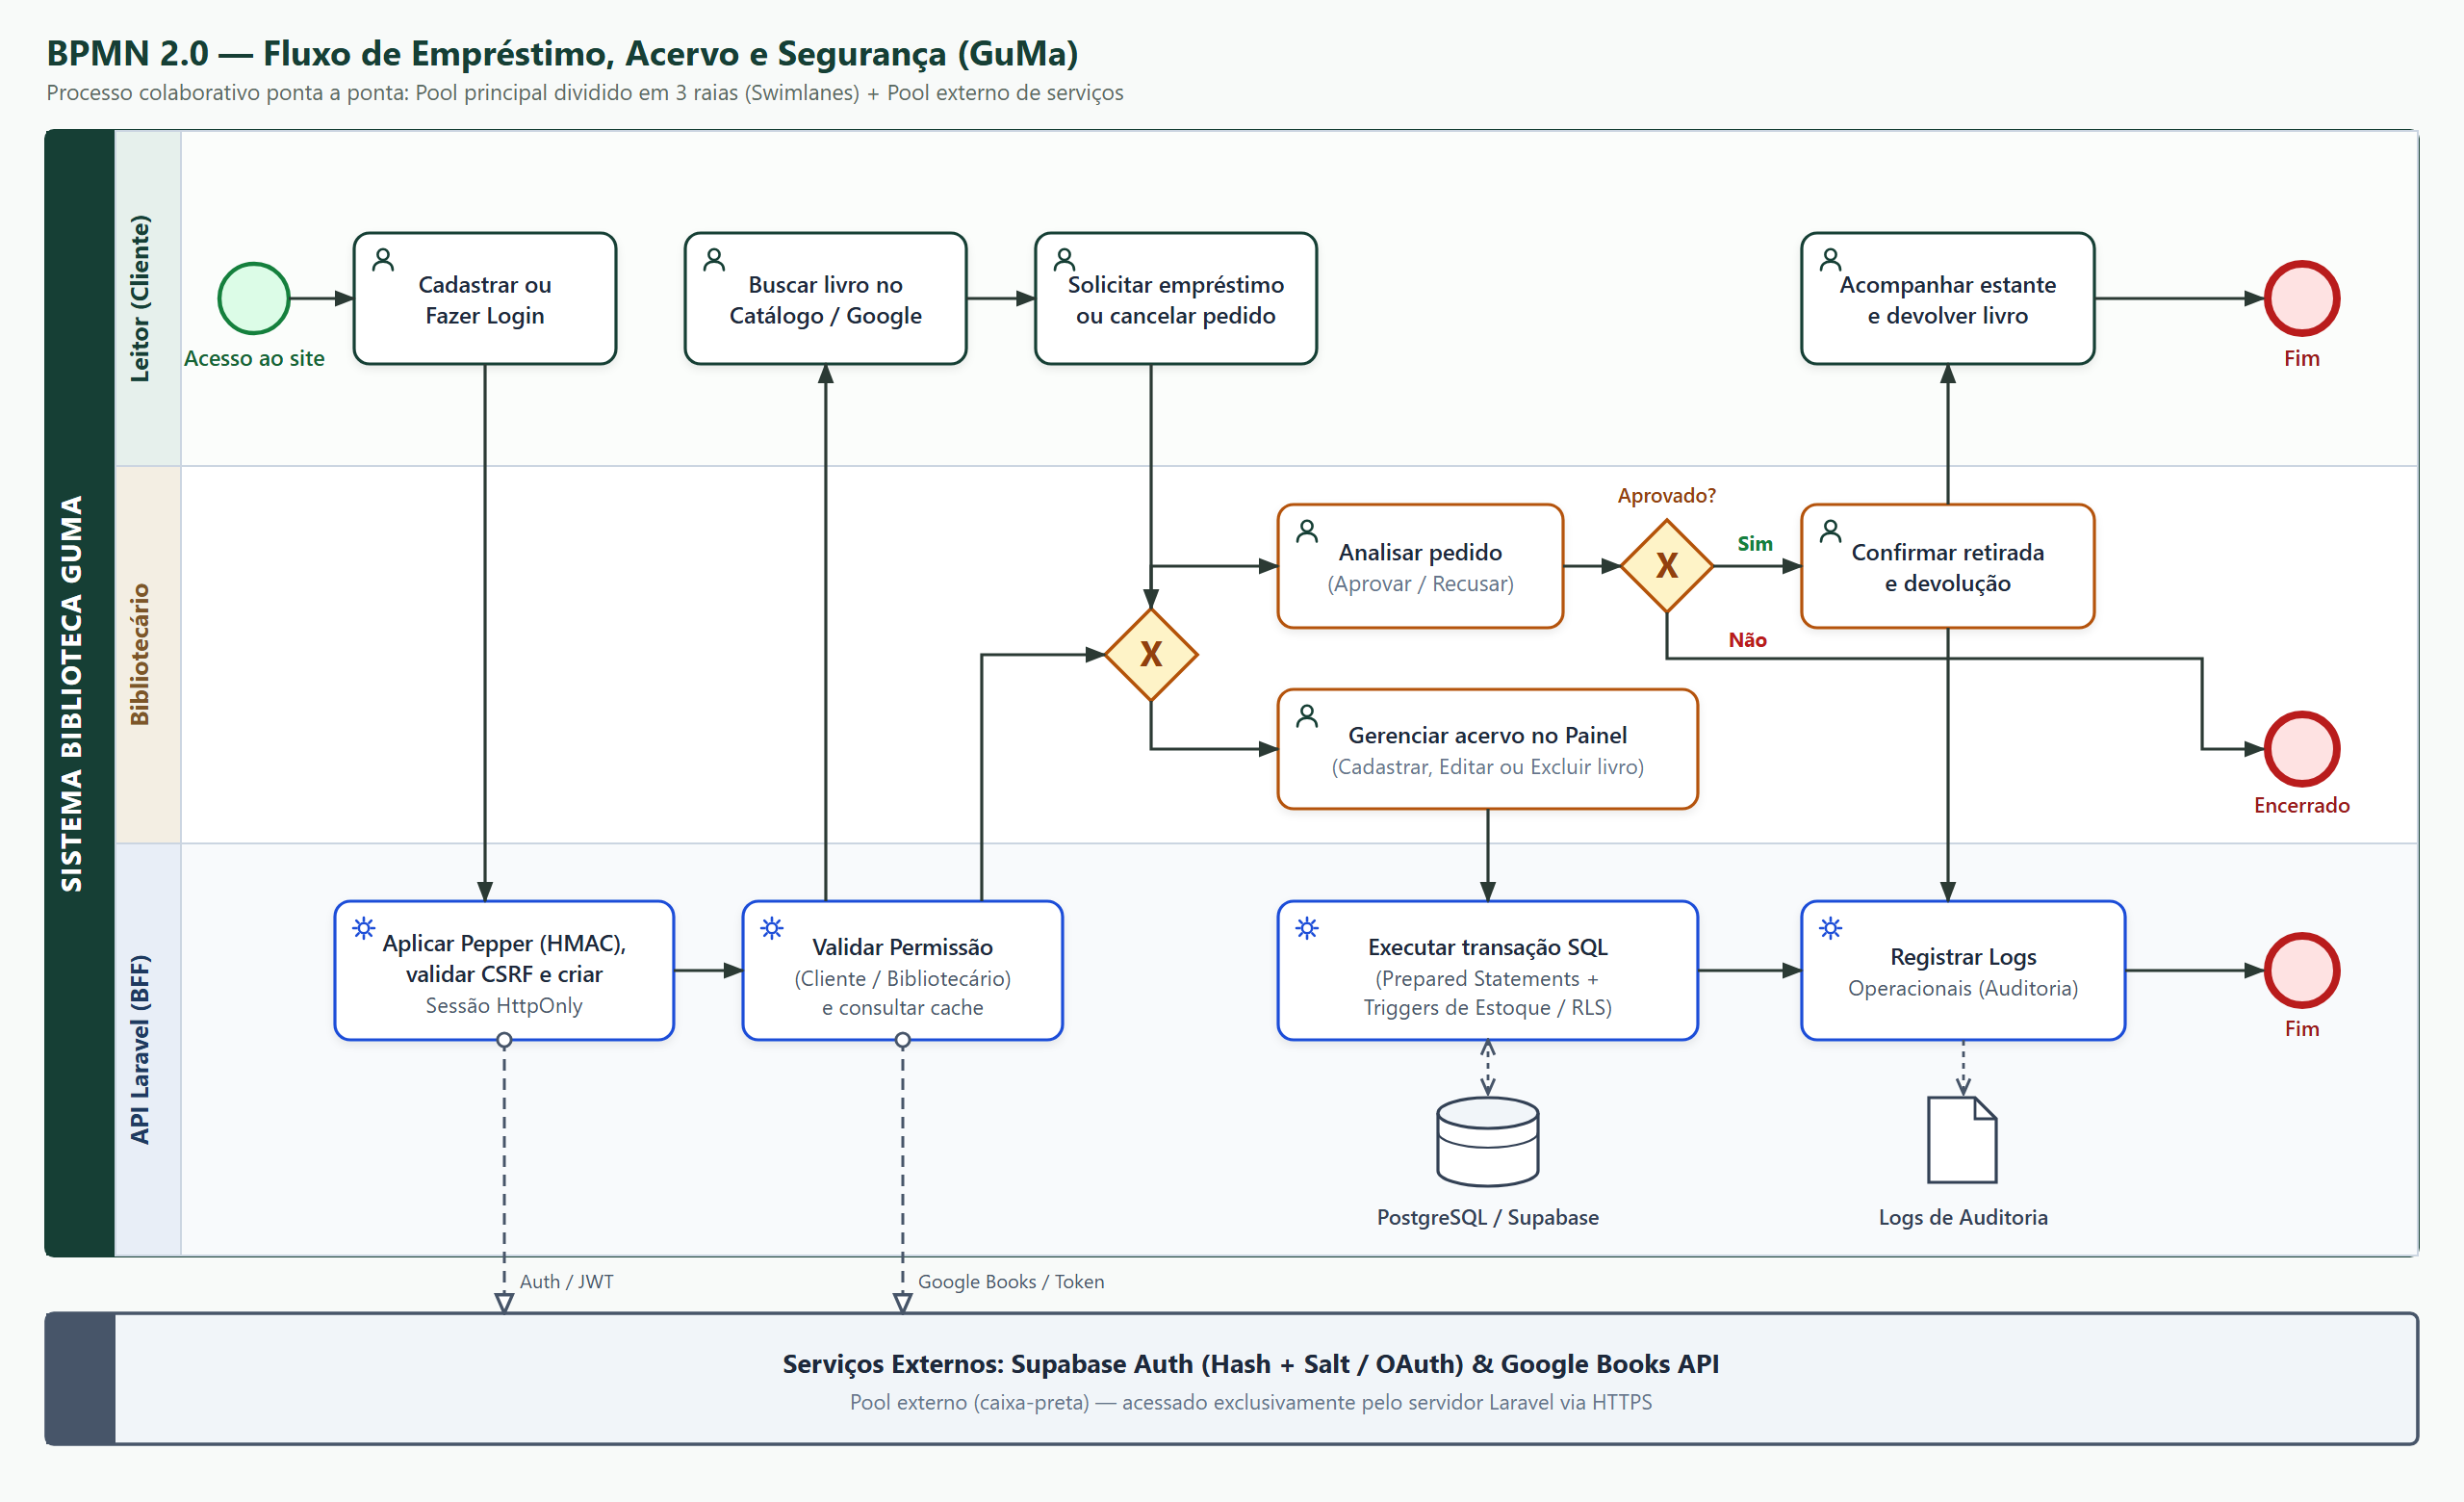 BPMN 2.0 — Fluxo de Empréstimo, Acervo e Segurança (GuMa)
Processo colaborativo ponta a ponta: Pool principal dividido em 3 raias (Swimlanes) + Pool externo de serviços
SISTEMA BIBLIOTECA GUMA
Leitor (Cliente)
Acesso ao site
Cadastrar ou
Fazer Login
Buscar livro no
Catálogo / Google
Solicitar empréstimo
ou cancelar pedido
Acompanhar estante
e devolver livro
Fim
Bibliotecário
X
Analisar pedido
(Aprovar / Recusar)
Aprovado?
X
Sim
Não
Confirmar retirada
e devolução
Gerenciar acervo no Painel
(Cadastrar, Editar ou Excluir livro)
Encerrado
API Laravel (BFF)
Aplicar Pepper (HMAC),
validar CSRF e criar
Sessão HttpOnly
Validar Permissão
(Cliente / Bibliotecário)
e consultar cache
Executar transação SQL
(Prepared Statements +
Triggers de Estoque / RLS)
Registrar Logs
Operacionais (Auditoria)
Fim
PostgreSQL / Supabase
Logs de Auditoria
Auth / JWT
Google Books / Token
Serviços Externos: Supabase Auth (Hash + Salt / OAuth) & Google Books API
Pool externo (caixa-preta) — acessado exclusivamente pelo servidor Laravel via HTTPS